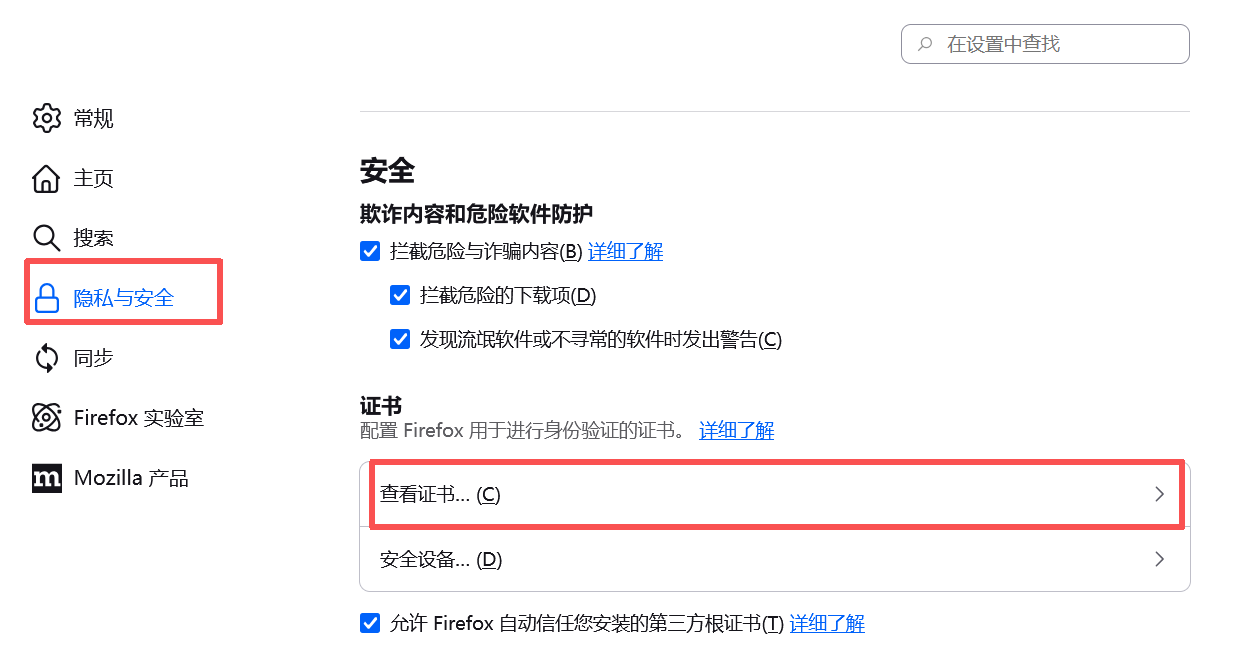 在设置中查找
常规
主页
搜索
隐私与安全
同步
Firefox 实验室
Mozilla 产品
安全
欺诈内容和危险软件防护
拦截危险与诈骗内容(B) 详细了解
拦截危险的下载项(D)
发现流氓软件或不寻常的软件时发出警告(C)
证书
配置 Firefox 用于进行身份验证的证书。 详细了解
查看证书... (C)
安全设备... (D)
允许 Firefox 自动信任您安装的第三方根证书(T) 详细了解